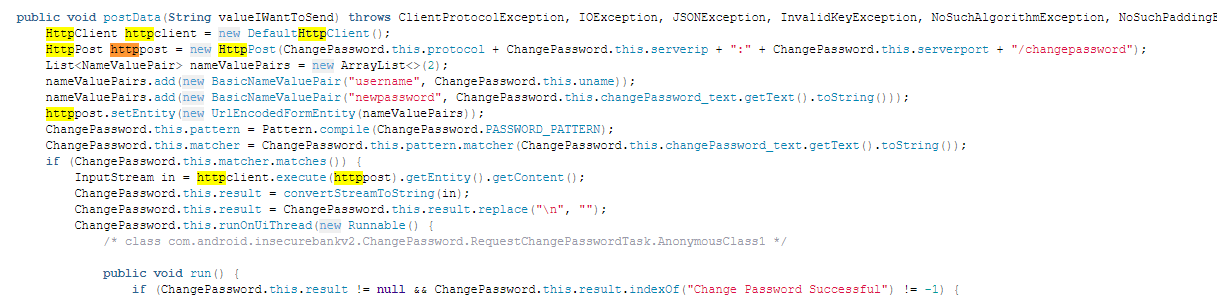 public void postData(String valueIWantToSend) throws ClientProtocolException, IOException, JSONException, InvalidKeyException, NoSuchAlgorithmException, NoSuchPaddingE
HttpClient httpclient = new DefaultHttpClient();
HttpPost httppost = new HttpPost(ChangePassword.this.protocol + ChangePassword.this.serverip + ":" + ChangePassword.this.serverport + "/changepassword");
List<NameValuePair> nameValuePairs = new ArrayList<>(2);
nameValuePairs.add(new BasicNameValuePair("username", ChangePassword.this.uname));
nameValuePairs.add(new BasicNameValuePair("newpassword", ChangePassword.this.changePassword_text.getText().toString()));
httppost.setEntity(new UrlEncodedFormEntity(nameValuePairs));
ChangePassword.this.pattern = Pattern.compile(ChangePassword.PASSWORD_PATTERN);
ChangePassword.this.matcher = ChangePassword.this.pattern.matcher(ChangePassword.this.changePassword_text.getText().toString());
if (ChangePassword.this.matcher.matches()) {
InputStream in = httpclient.execute(httppost).getEntity().getContent();
ChangePassword.this.result = convertStreamToString(in);
ChangePassword.this.result = ChangePassword.this.result.replace("\n", "");
ChangePassword.this.runOnUiThread(new Runnable() {
/* class com.android.insecurebankv2.ChangePassword.RequestChangePasswordTask.AnonymousClass1 */
public void run() {
if (ChangePassword.this.result != null && ChangePassword.this.result.indexOf("Change Password Successful") != -1) {